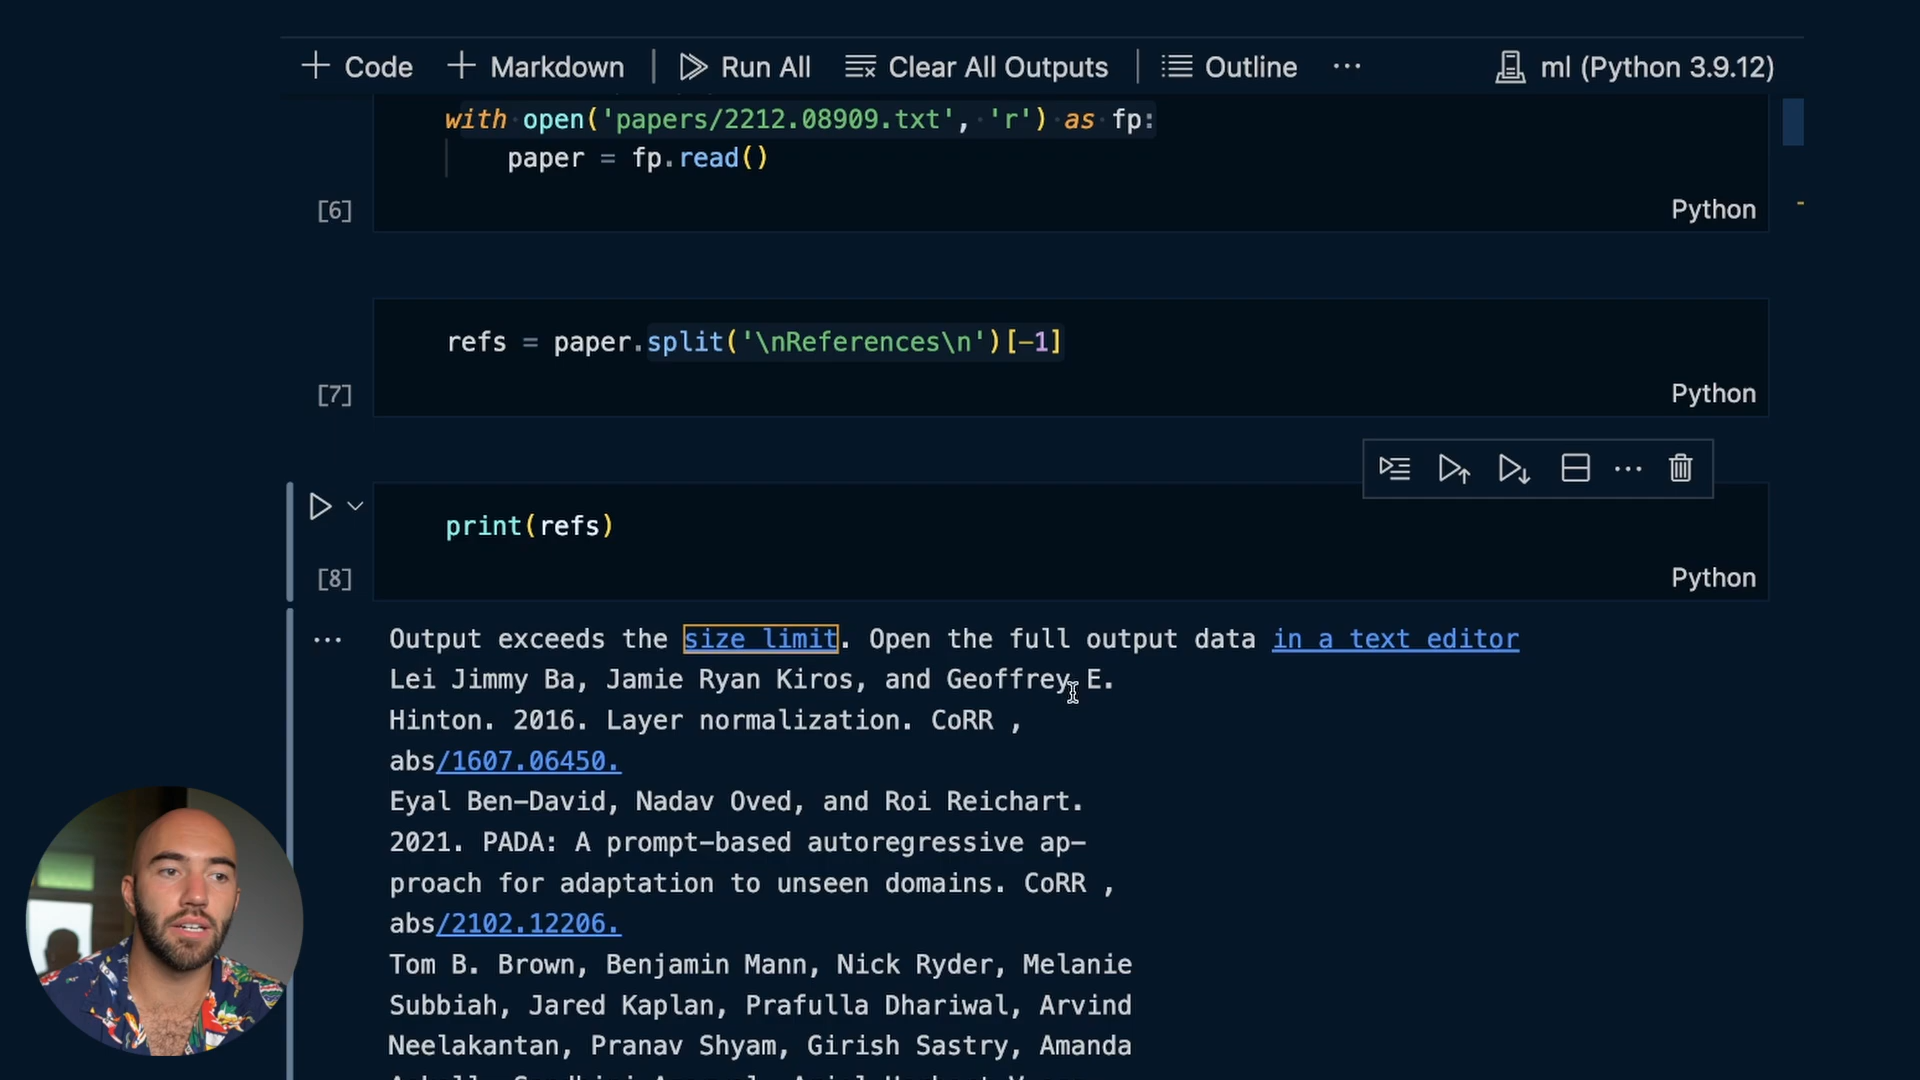 Code Markdown Run All Clear All Outputs Outline ··· ml (Python 3.9.12)
with open('papers/2212.08909.txt', 'r') as fp:
paper = fp.read()
[6] Python
refs = paper.split('\nReferences\n')[-1]
[7] Python
print(refs)
[8] Python
Output exceeds the size limit. Open the full output data in a text editor
Lei Jimmy Ba, Jamie Ryan Kiros, and Geoffrey E.
Hinton. 2016. Layer normalization. CoRR ,
abs/1607.06450.
Eyal Ben-David, Nadav Oved, and Roi Reichart.
2021. PADA: A prompt-based autoregressive ap-
proach for adaptation to unseen domains. CoRR ,
abs/2102.12206.
Tom B. Brown, Benjamin Mann, Nick Ryder, Melanie
Subbiah, Jared Kaplan, Prafulla Dhariwal, Arvind
Neelakantan, Pranav Shyam, Girish Sastry, Amanda